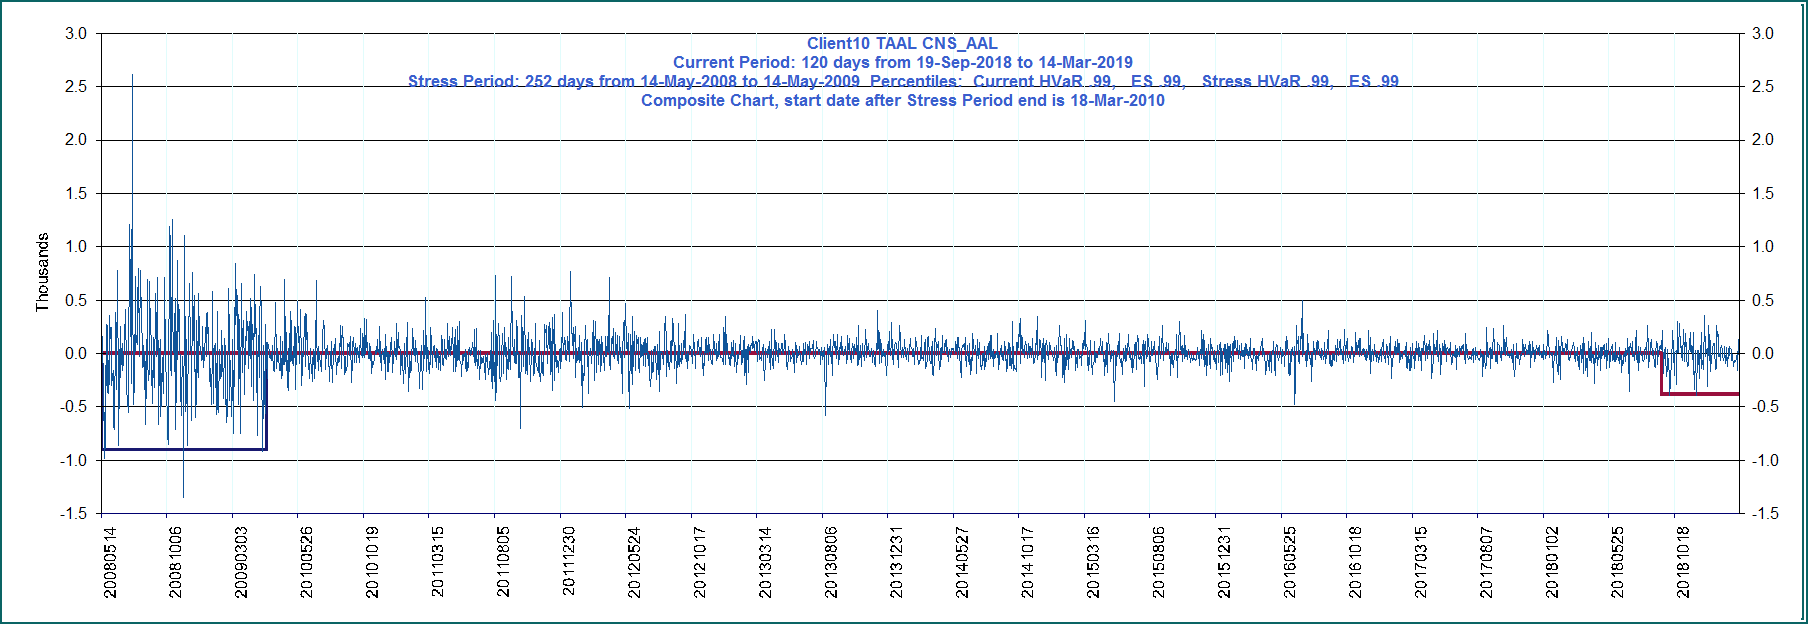 Client10 TAAL CNS_AAL
Current Period: 120 days from 19-Sep-2018 to 14-Mar-2019
Stress Period: 252 days from 14-May-2008 to 14-May-2009 Percentiles: Current HVaR .99, ES .99, Stress HVaR .99, ES .99
Composite Chart, start date after Stress Period end is 18-Mar-2010
Thousands
3.0 3.0
2.5 2.5
2.0 2.0
1.5 1.5
1.0 1.0
0.5 0.5
0.0 0.0
-0.5 -0.5
-1.0 -1.0
-1.5 -1.5
20080514 20081006 20090303 20100526 20101019 20110315 20110805 20111230 20120524 20121017 20130314 20130806 20131231 20140527 20141017 20150316 20150806 20151231 20160525 20161018 20170315 20170807 20180102 20180525 20181018